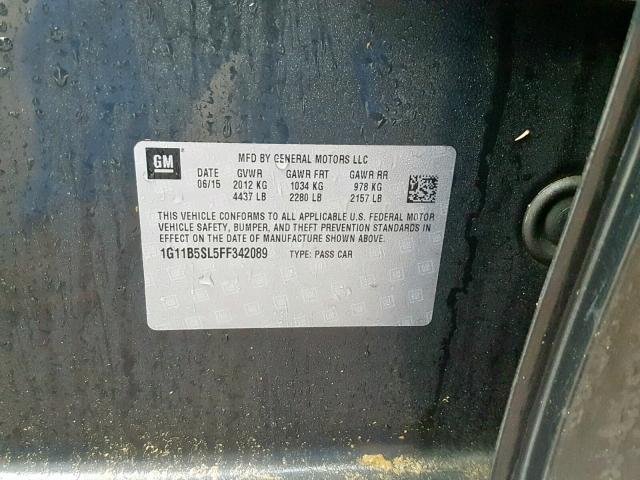 GM
MFD BY GENERAL MOTORS LLC
DATE GVWR GAWR FRT GAWR RR
06/15 2012 KG 1034 KG 978 KG
4437 LB 2280 LB 2157 LB
THIS VEHICLE CONFORMS TO ALL APPLICABLE U.S. FEDERAL MOTOR
VEHICLE SAFETY, BUMPER, AND THEFT PREVENTION STANDARDS IN
EFFECT ON THE DATE OF MANUFACTURE SHOWN ABOVE.
1G11B5SL5FF342089 TYPE: PASS CAR